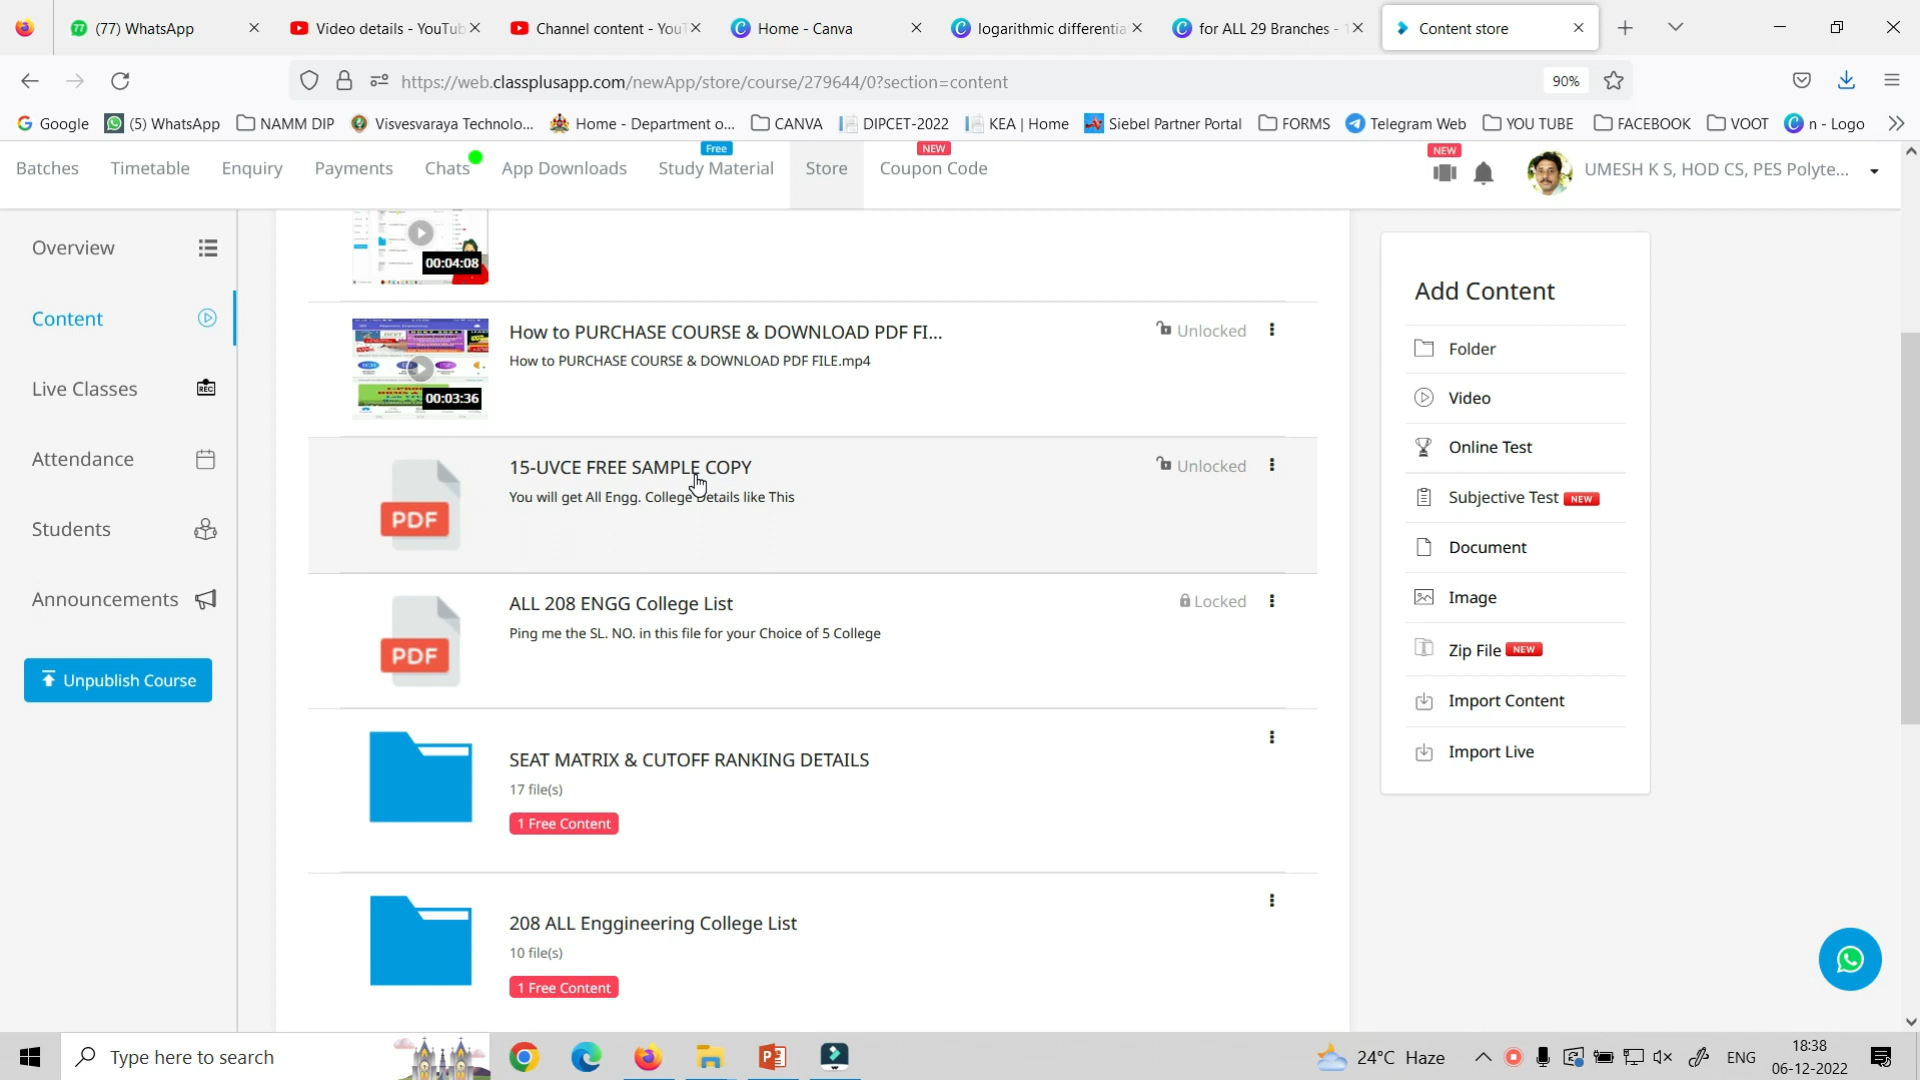 (77) WhatsApp
Video details - YouTub
Channel content - YouT
Home - Canva
logarithmic differentia
for ALL 29 Branches - 1
Content store
https://web.classplusapp.com/newApp/store/course/279644/0?section=content
90%
Google
(5) WhatsApp
NAMM DIP
Visvesvaraya Technolo...
Home - Department o...
CANVA
DIPCET-2022
KEA | Home
Siebel Partner Portal
FORMS
Telegram Web
YOU TUBE
FACEBOOK
VOOT
n - Logo
Batches
Timetable
Enquiry
Payments
Chats
App Downloads
Free
Study Material
Store
NEW
Coupon Code
NEW
UMESH K S, HOD CS, PES Polyte...
Overview
Content
Live Classes
REC
Attendance
Students
Announcements
Unpublish Course
00:04:08
How to PURCHASE COURSE & DOWNLOAD PDF FI...
How to PURCHASE COURSE & DOWNLOAD PDF FILE.mp4
00:03:36
Unlocked
PDF
15-UVCE FREE SAMPLE COPY
You will get All Engg. College Details like This
Unlocked
PDF
ALL 208 ENGG College List
Ping me the SL. NO. in this file for your Choice of 5 College
Locked
SEAT MATRIX & CUTOFF RANKING DETAILS
17 file(s)
1 Free Content
208 ALL Enggineering College List
10 file(s)
1 Free Content
Add Content
Folder
Video
Online Test
Subjective Test NEW
Document
Image
Zip File NEW
Import Content
Import Live
Type here to search
24°C Haze
ENG
18:38
06-12-2022